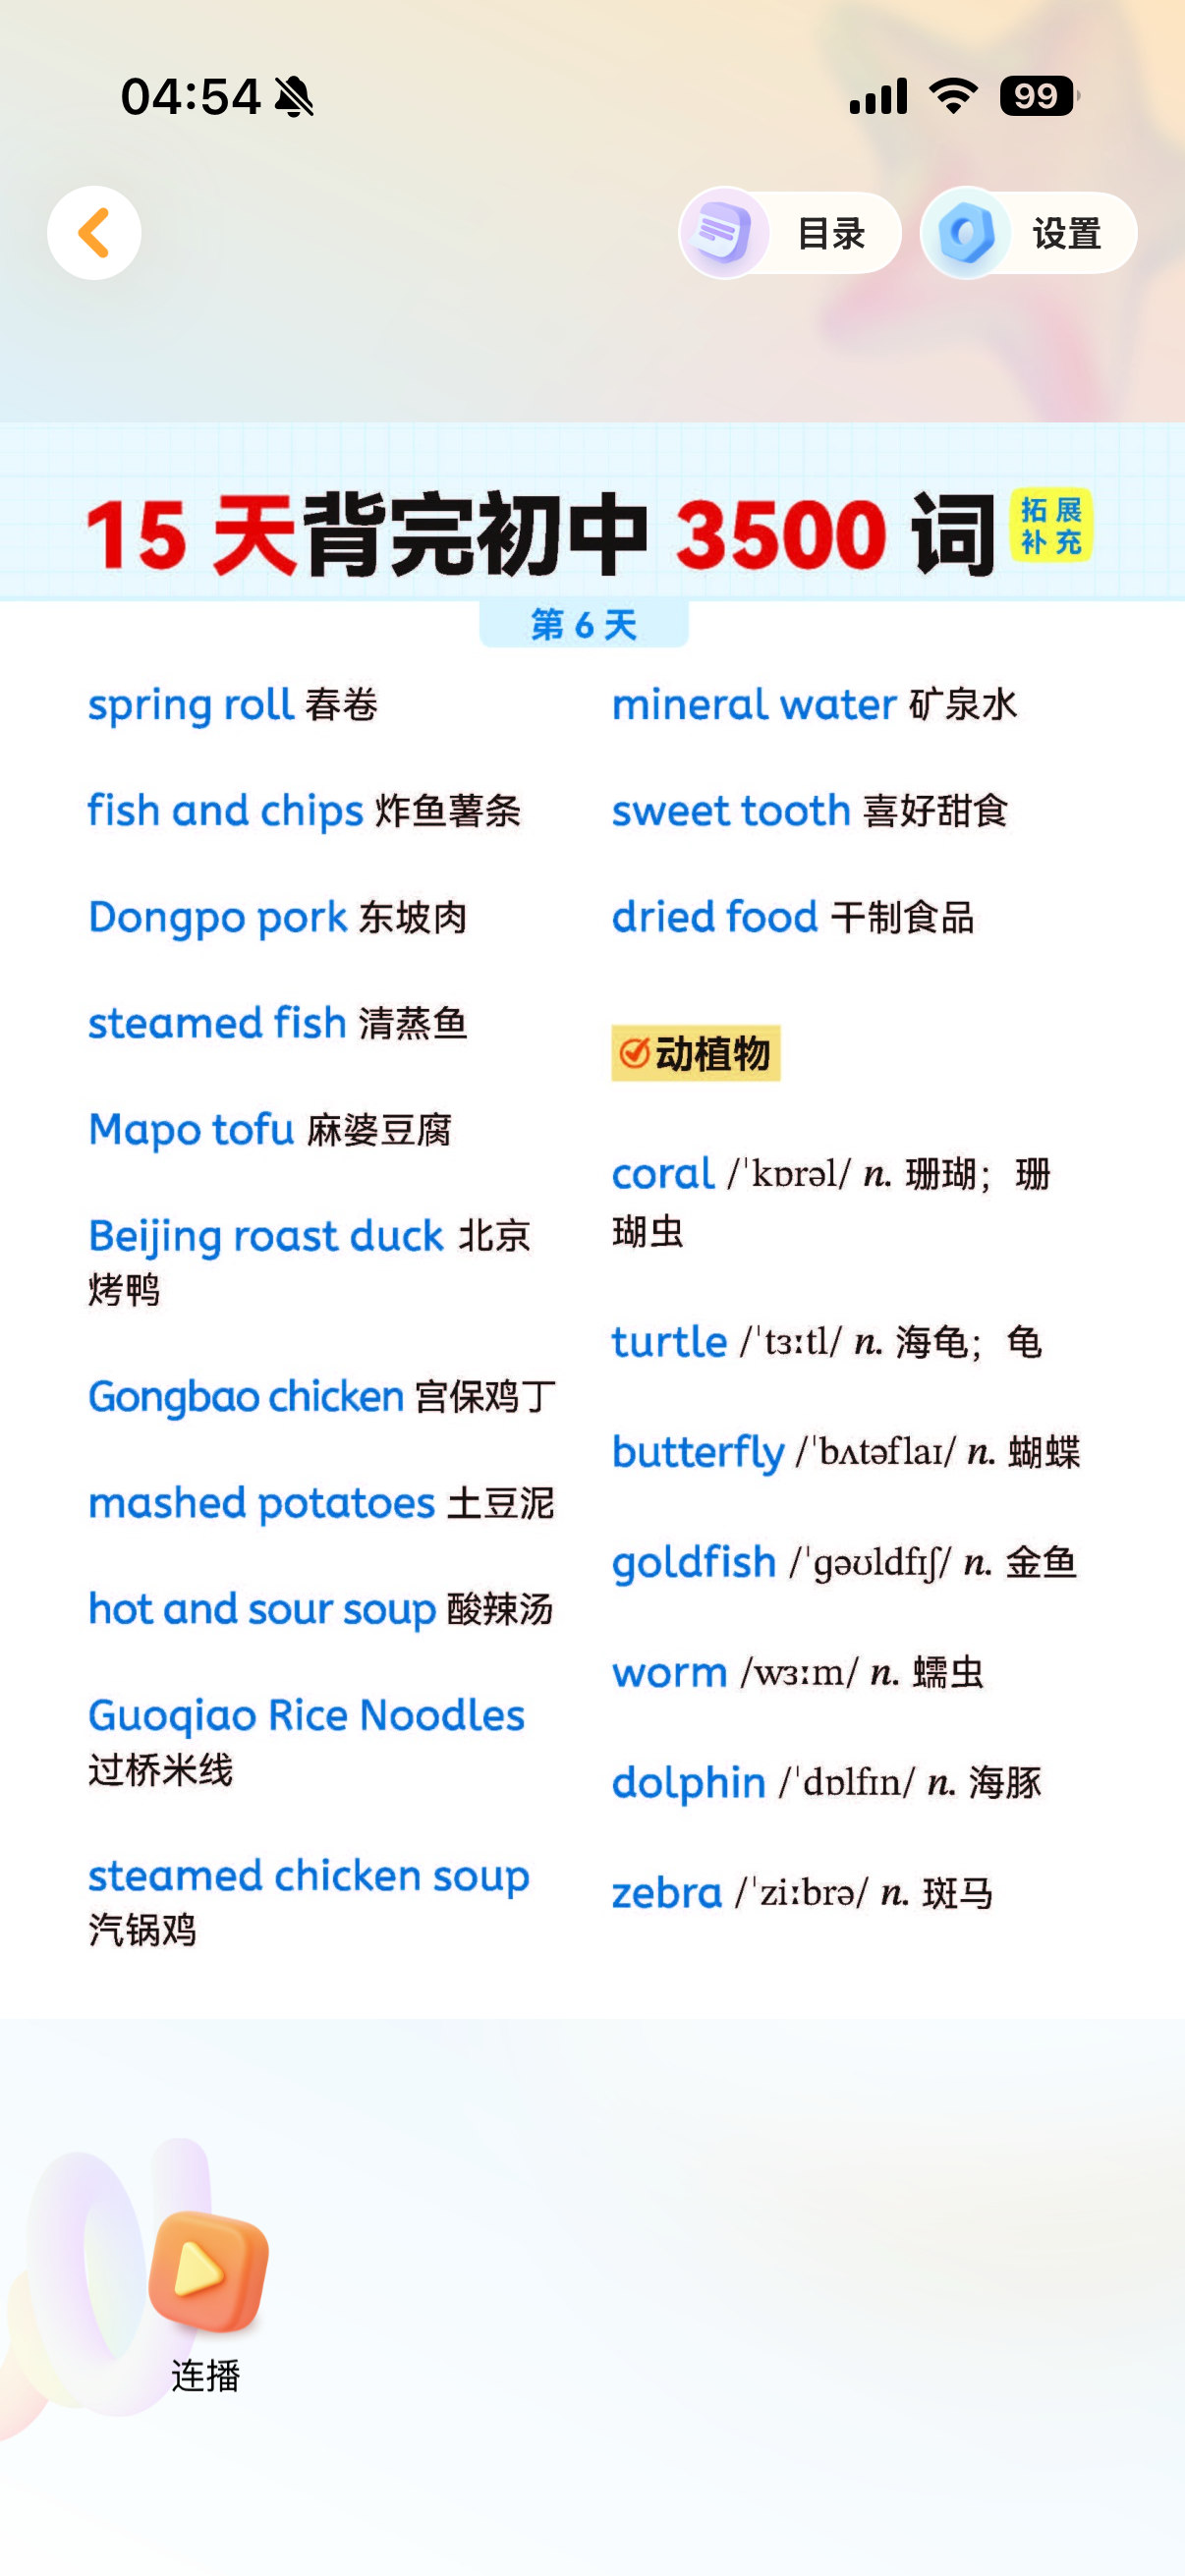 04:54
99
目录
设置
15 天背完初中 3500 词
拓展
补充
第 6 天
spring roll 春卷
fish and chips 炸鱼薯条
Dongpo pork 东坡肉
steamed fish 清蒸鱼
Mapo tofu 麻婆豆腐
Beijing roast duck 北京
烤鸭
Gongbao chicken 宫保鸡丁
mashed potatoes 土豆泥
hot and sour soup 酸辣汤
Guoqiao Rice Noodles
过桥米线
steamed chicken soup
汽锅鸡
mineral water 矿泉水
sweet tooth 喜好甜食
dried food 干制食品
动植物
coral /ˈkɒrəl/ n. 珊瑚；珊
瑚虫
turtle /ˈtɜːtl/ n. 海龟；龟
butterfly /ˈbʌtəflaɪ/ n. 蝴蝶
goldfish /ˈɡəʊldfɪʃ/ n. 金鱼
worm /wɜːm/ n. 蠕虫
dolphin /ˈdɒlfɪn/ n. 海豚
zebra /ˈziːbrə/ n. 斑马
连播